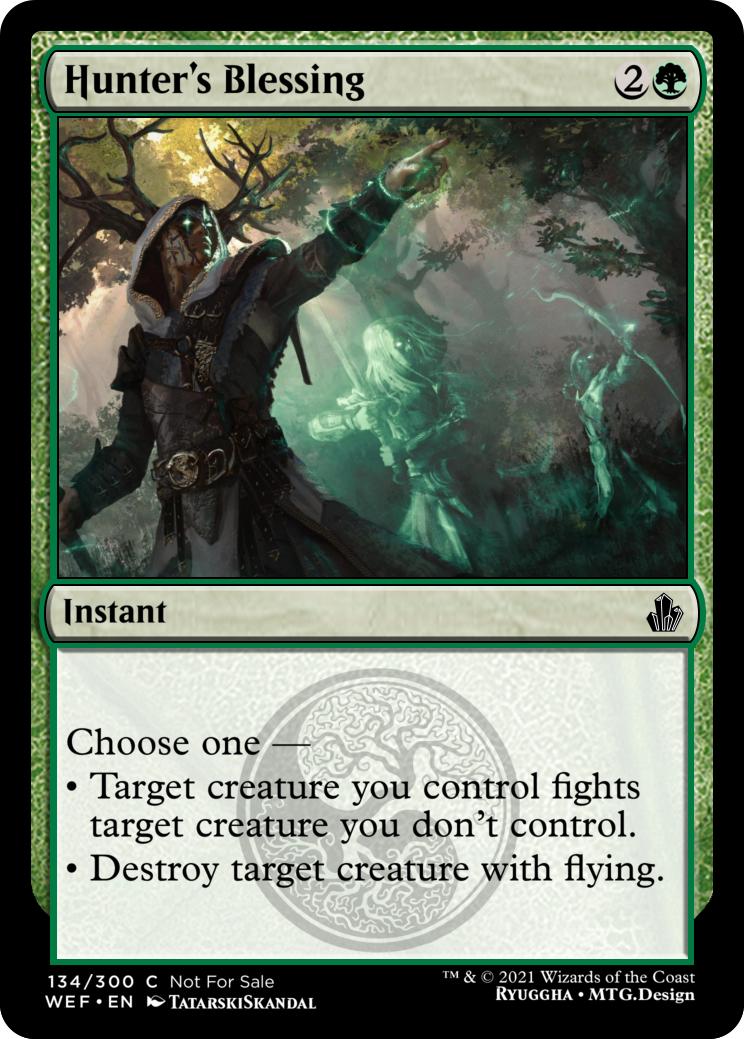 Hunter's Blessing 2
Instant
Choose one —
• Target creature you control fights
target creature you don't control.
• Destroy target creature with flying.
134/300 C Not For Sale
WEF • EN TatarskiSkandal
™ & © 2021 Wizards of the Coast
Ryuggha • MTG.Design